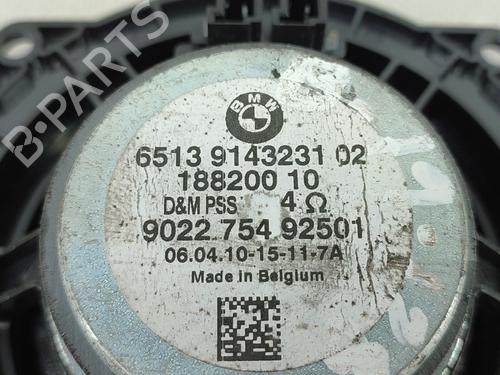 BMW
6513 9143231 02
188200 10
D&M PSS 4 Ω
9022 754 92501
06.04.10-15-11-7A
Made in Belgium